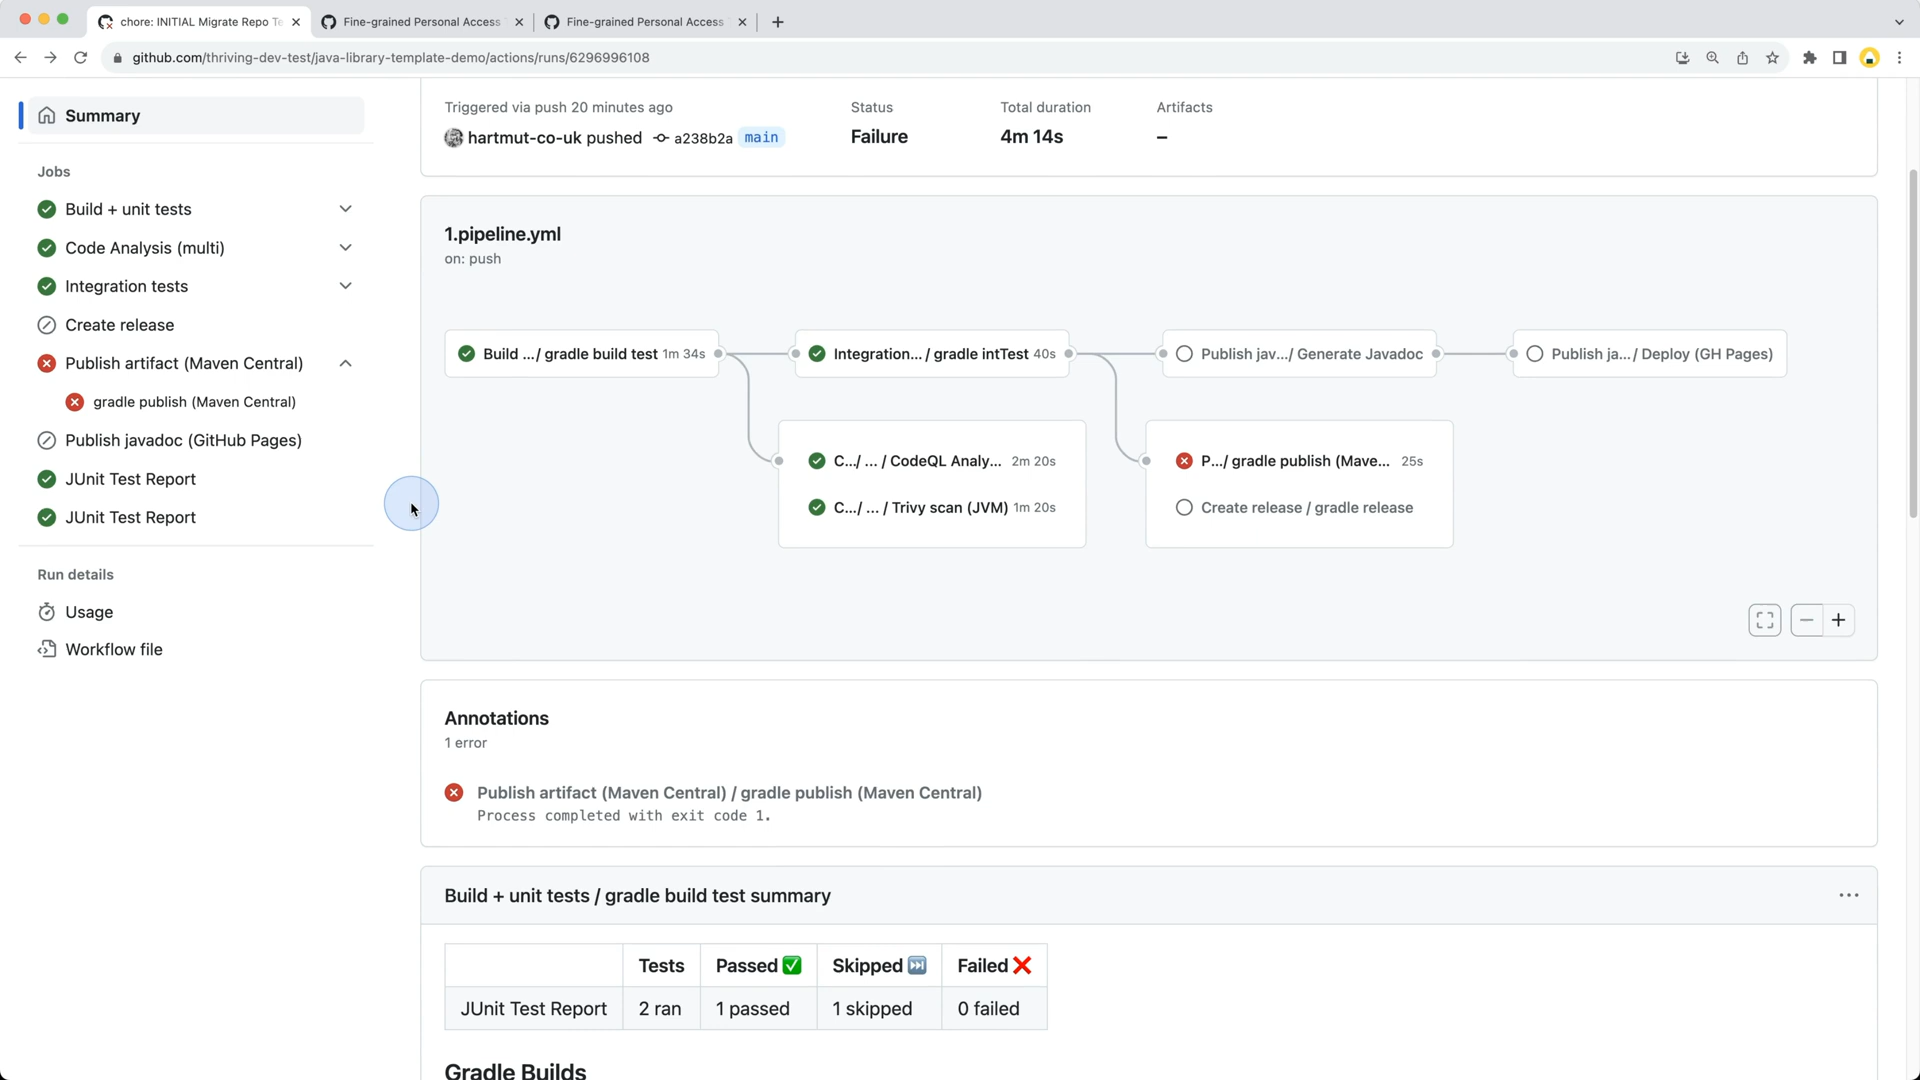 chore: INITIAL Migrate Repo Te
Fine-grained Personal Access
Fine-grained Personal Access
github.com/thriving-dev-test/java-library-template-demo/actions/runs/6296996108
Summary
Jobs
Build + unit tests
Code Analysis (multi)
Integration tests
Create release
Publish artifact (Maven Central)
gradle publish (Maven Central)
Publish javadoc (GitHub Pages)
JUnit Test Report
JUnit Test Report
Run details
Usage
Workflow file
Triggered via push 20 minutes ago
hartmut-co-uk pushed a238b2a main
Status
Failure
Total duration
4m 14s
Artifacts
–
1.pipeline.yml
on: push
Build .../ gradle build test 1m 34s
Integration... / gradle intTest 40s
Publish jav.../ Generate Javadoc
Publish ja.../ Deploy (GH Pages)
C.../ ... / CodeQL Analy... 2m 20s
C.../ ... / Trivy scan (JVM) 1m 20s
P.../ gradle publish (Mave... 25s
Create release / gradle release
Annotations
1 error
Publish artifact (Maven Central) / gradle publish (Maven Central)
Process completed with exit code 1.
Build + unit tests / gradle build test summary
Tests Passed ✅ Skipped ⏭ Failed ❌
JUnit Test Report 2 ran 1 passed 1 skipped 0 failed
Gradle Builds